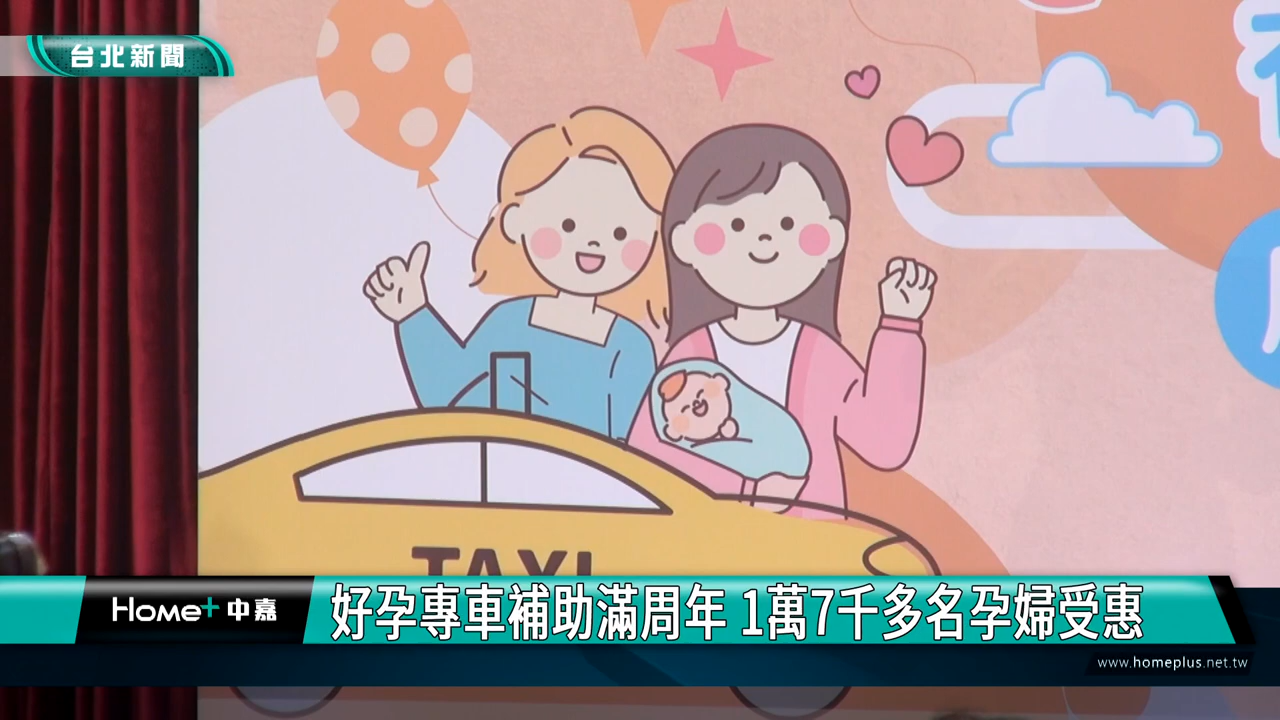 台北新聞
TAXI
Home+ 中嘉
好孕專車補助滿周年 1萬7千多名孕婦受惠
www.homeplus.net.tw